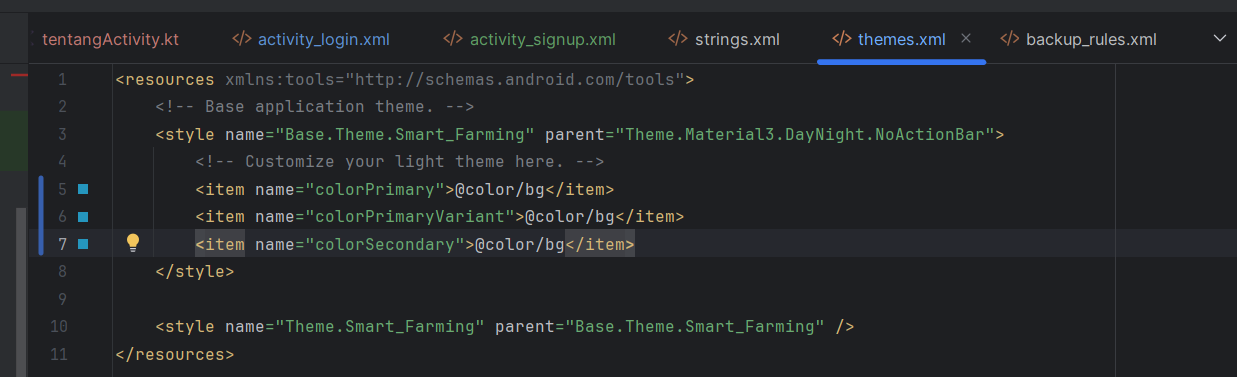 tentangActivity.kt </> activity_login.xml </> activity_signup.xml </> strings.xml </> themes.xml × </> backup_rules.xml
1 <resources xmlns:tools="http://schemas.android.com/tools">
2 <!-- Base application theme. -->
3 <style name="Base.Theme.Smart_Farming" parent="Theme.Material3.DayNight.NoActionBar">
4 <!-- Customize your light theme here. -->
5 <item name="colorPrimary">@color/bg</item>
6 <item name="colorPrimaryVariant">@color/bg</item>
7 <item name="colorSecondary">@color/bg</item>
8 </style>
9
10 <style name="Theme.Smart_Farming" parent="Base.Theme.Smart_Farming" />
11 </resources>